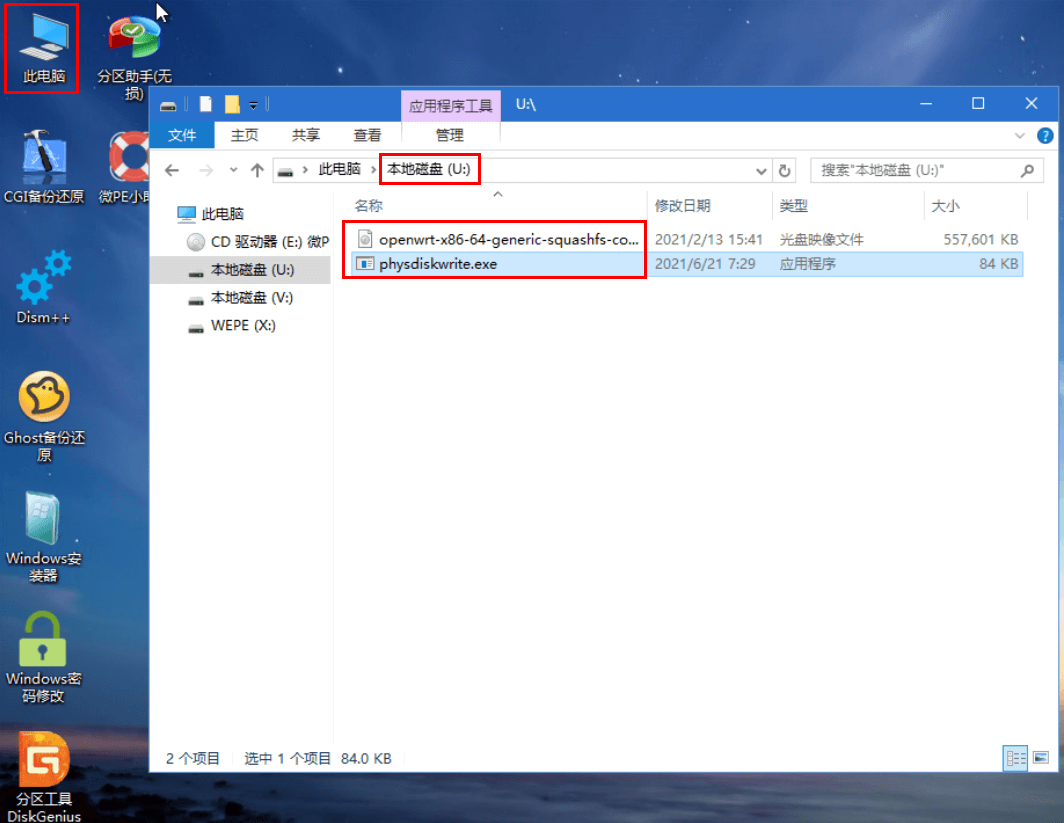 此电脑
分区助手(无
损)
CGI备份还原
微PE小助
Dism++
Ghost备份还
原
Windows安
装器
Windows密
码修改
分区工具
DiskGenius
应用程序工具
U:\
文件
主页
共享
查看
管理
此电脑
本地磁盘 (U:)
搜索"本地磁盘 (U:)"
此电脑
CD 驱动器 (E:) 微P
本地磁盘 (U:)
本地磁盘 (V:)
WEPE (X:)
名称 修改日期 类型 大小
openwrt-x86-64-generic-squashfs-co... 2021/2/13 15:41 光盘映像文件 557,601 KB
physdiskwrite.exe 2021/6/21 7:29 应用程序 84 KB
2 个项目 选中 1 个项目 84.0 KB